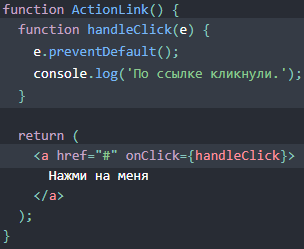 function ActionLink() {
  function handleClick(e) {
    e.preventDefault();
    console.log('По ссылке кликнули.');
  }

  return (
    <a href="#" onClick={handleClick}>
      Нажми на меня
    </a>
  );
}